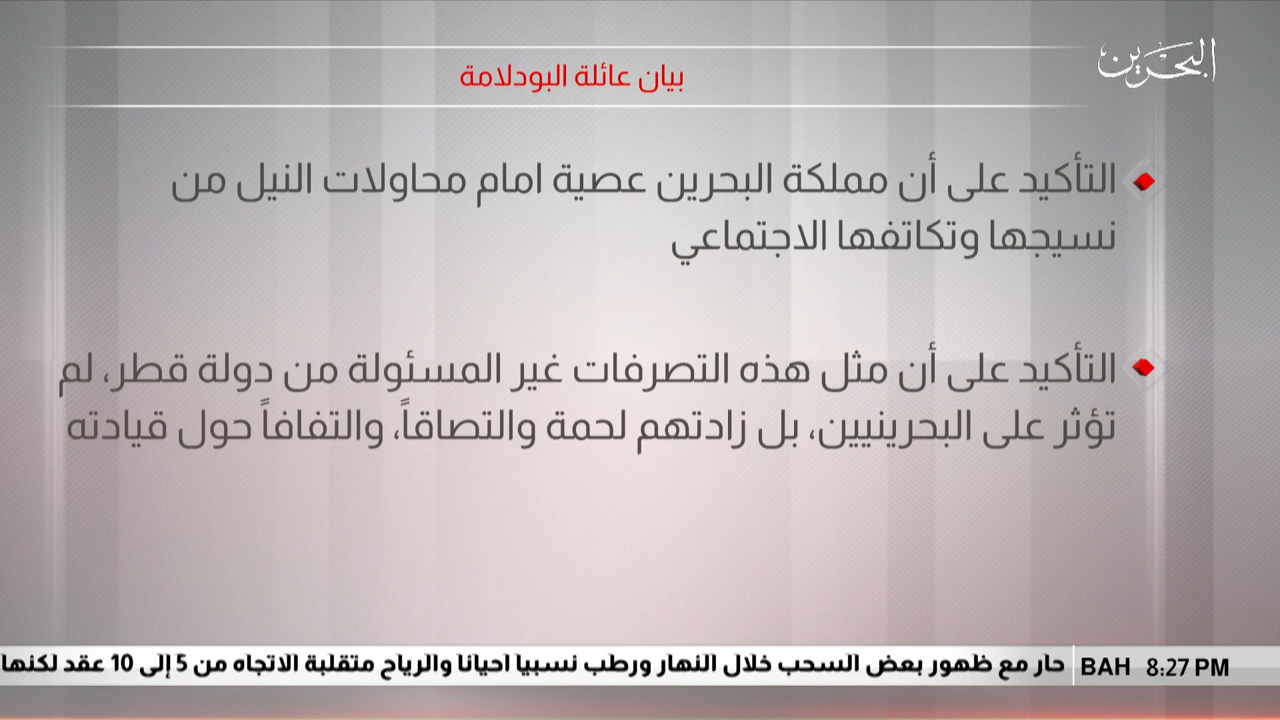 البحرين
بيان عائلة البودلامة
التأكيد على أن مملكة البحرين عصية امام محاولات النيل من
نسيجها وتكاتفها الاجتماعي
التأكيد على أن مثل هذه التصرفات غير المسئولة من دولة قطر، لم
تؤثر على البحرينيين، بل زادتهم لحمة والتصاقاً، والتفافاً حول قيادته
حار مع ظهور بعض السحب خلال النهار ورطب نسبيا احيانا والرياح متقلبة الاتجاه من 5 إلى 10 عقد لكنها
BAH 8:27 PM